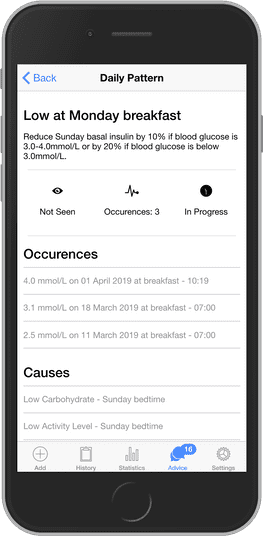 Back
Daily Pattern
Low at Monday breakfast
Reduce Sunday basal insulin by 10% if blood glucose is
3.0-4.0mmol/L or by 20% if blood glucose is below
3.0mmol/L.
Not Seen
Occurences: 3
In Progress
Occurences
4.0 mmol/L on 01 April 2019 at breakfast - 10:19
3.1 mmol/L on 18 March 2019 at breakfast - 07:00
2.5 mmol/L on 11 March 2019 at breakfast - 07:00
Causes
Low Carbohydrate - Sunday bedtime
Low Activity Level - Sunday bedtime
16
Add
History
Statistics
Advice
Settings